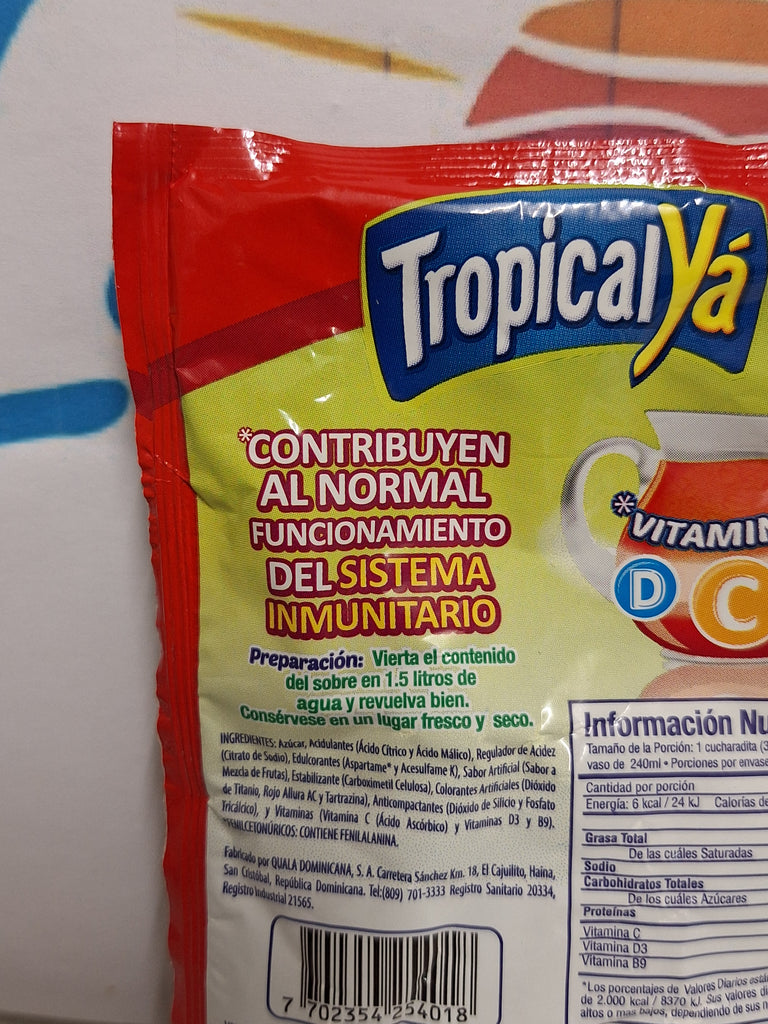 TropicalYá
*CONTRIBUYEN
AL NORMAL
FUNCIONAMIENTO
DEL SISTEMA
INMUNITARIO
*VITAMIN
D C
Preparación: Vierta el contenido
del sobre en 1.5 litros de
agua y revuelva bien.
Consérvese en un lugar fresco y seco.
INGREDIENTES: Azúcar, Acidulantes (Ácido Cítrico y Ácido Málico), Regulador de Acidez
(Citrato de Sodio), Edulcorantes (Aspartame* y Acesulfame K), Sabor Artificial (Sabor a
Mezcla de Frutas), Estabilizante (Carboximetil Celulosa), Colorantes Artificiales (Dióxido
de Titanio, Rojo Allura AC y Tartrazina), Anticompactantes (Dióxido de Silicio y Fosfato
Tricálcico), y Vitaminas (Vitamina C (Ácido Ascórbico) y Vitaminas D3 y B9).
*FENILCETONÚRICOS: CONTIENE FENILALANINA.
Fabricado por QUALA DOMINICANA, S. A. Carretera Sánchez Km. 18, El Cajuilito, Haina,
San Cristóbal, República Dominicana. Tel:(809) 701-3333 Registro Sanitario 20334,
Registro Industrial 21565.
7 702354 254018
Información Nu
Tamaño de la Porción: 1 cucharadita (3
vaso de 240ml • Porciones por envase
Cantidad por porción
Energía: 6 kcal / 24 kJ Calorías de
Grasa Total
De las cuáles Saturadas
Sodio
Carbohidratos Totales
De los cuáles Azúcares
Proteínas
Vitamina C
Vitamina D3
Vitamina B9
*Los porcentajes de Valores Diarios está
de 2.000 kcal / 8370 kJ. Sus valores di
altos o mas bajos, dependiendo de sus n